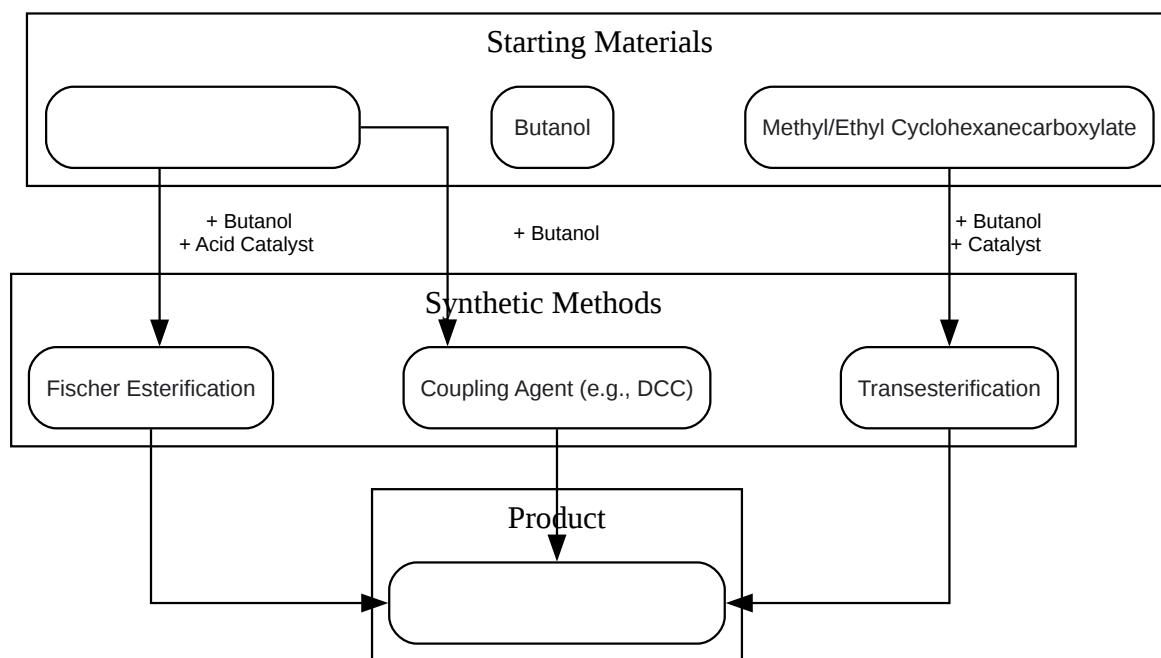 Starting Materials
Butanol
Methyl/Ethyl Cyclohexanecarboxylate
+ Butanol
+ Acid Catalyst
+ Butanol
+ Butanol
+ Catalyst
Synthetic Methods
Fischer Esterification
Coupling Agent (e.g., DCC)
Transesterification
Product